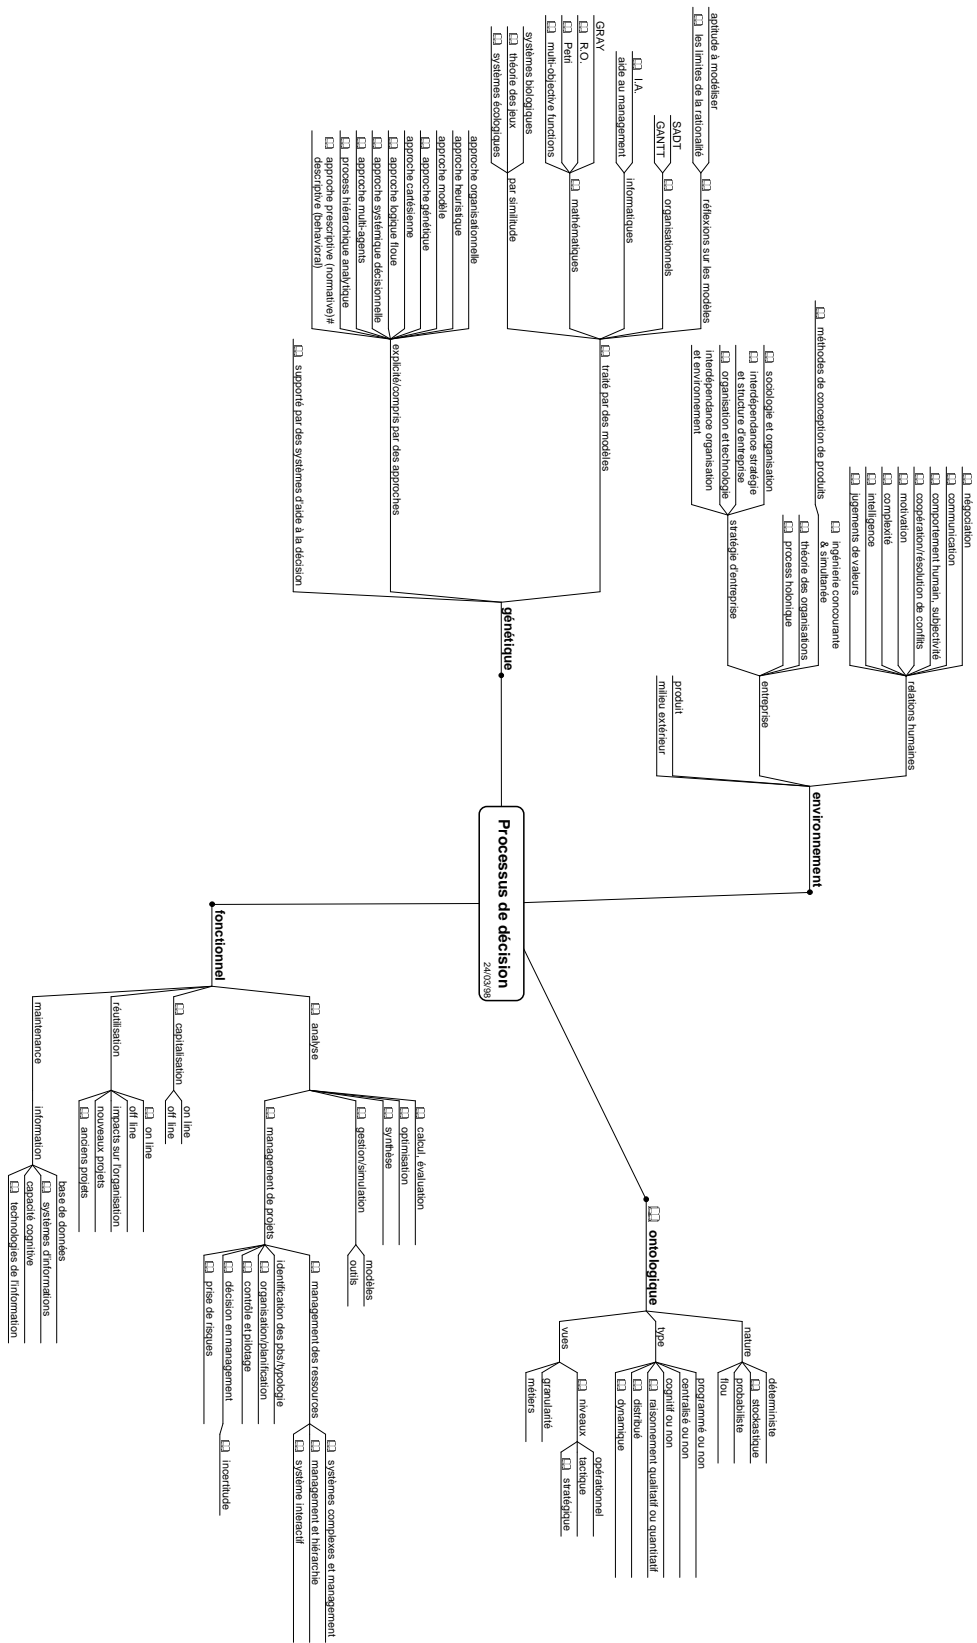 Processus de décision
24/03/98
environnement
relations humaines
négociation
communication
comportement humain, subjectivité
coopération/résolution de conflits
motivation
complexité
intelligence
jugements de valeurs
entreprise
méthodes de conception de produits
ingénierie concourante
& simultanée
théorie des organisations
process holonique
stratégie d'entreprise
sociologie et organisation
interdépendance stratégie
et structure d'entreprise
organisation et technologie
interdépendance organisation
et environnement
produit
milieu extérieur
génétique
traité par des modèles
réflexions sur les modèles
aptitude à modéliser
les limites de la rationalité
organisationnels
SADT
GANTT
informatiques
I.A.
aide au management
mathématiques
GRAY
R.O.
Petri
multi-objective functions
par similitude
systèmes biologiques
théorie des jeux
systèmes écologiques
explicité/compris par des approches
approche organisationnelle
approche heuristique
approche modèle
approche génétique
approche cartésienne
approche logique floue
approche systémique décisionnelle
approche multi-agents
process hiérarchique analytique
approche prescriptive (normative)#
descriptive (behavioral)
supporté par des systèmes d'aide à la décision
ontologique
nature
déterministe
stockastique
probabiliste
flou
type
programmé ou non
centralisé ou non
cognitif ou non
raisonnement qualitatif ou quantitatif
distribué
dynamique
vues
niveaux
opérationnel
tactique
stratégique
granularité
métiers
fonctionnel
analyse
calcul, évaluation
optimisation
synthèse
gestion/simulation
modèles
outils
management de projets
management des ressources
systèmes complexes et management
management et hiérarchie
système interactif
identification des pbs/typologie
organisation/planification
contrôle et pilotage
décision en management
incertitude
prise de risques
capitalisation
on line
off line
réutilisation
on line
off line
impacts sur l'organisation
nouveaux projets
anciens projets
maintenance
information
base de données
systèmes d'informations
capacité cognitive
technologies de l'information